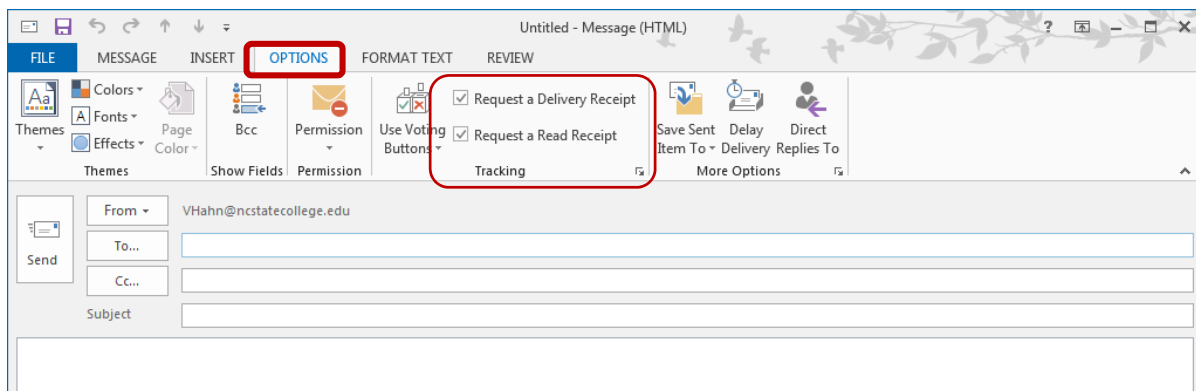 Untitled - Message (HTML)
?
FILE MESSAGE INSERT OPTIONS FORMAT TEXT REVIEW
Aa
Themes
Colors
A Fonts
Effects
Page
Color
Themes
Bcc
Show Fields
Permission
Permission
Use Voting
Buttons
Request a Delivery Receipt
Request a Read Receipt
Tracking
Save Sent
Item To
Delay
Delivery
Direct
Replies To
More Options
Send
From VHahn@ncstatecollege.edu
To...
Cc...
Subject